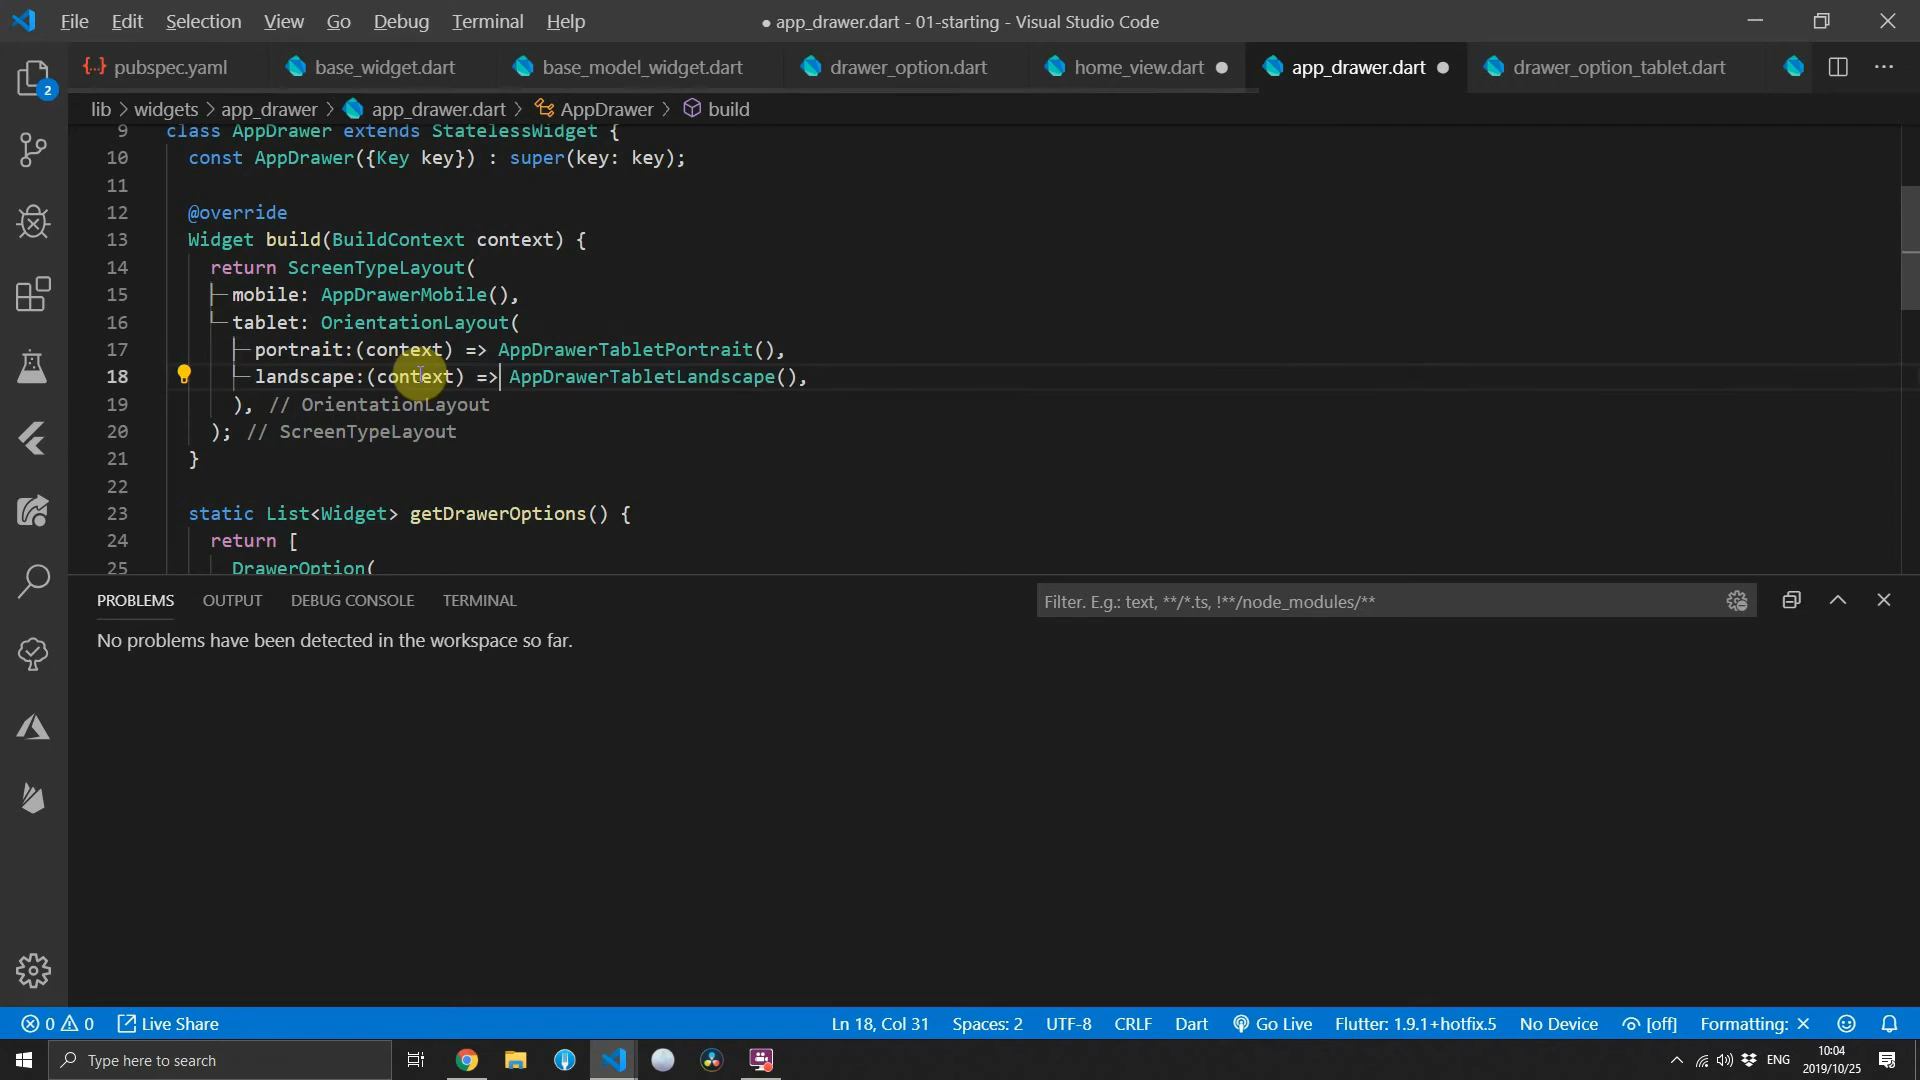 File Edit Selection View Go Debug Terminal Help ● app_drawer.dart - 01-starting - Visual Studio Code
{..} pubspec.yaml base_widget.dart base_model_widget.dart drawer_option.dart home_view.dart ● app_drawer.dart ● drawer_option_tablet.dart ...
2
lib > widgets > app_drawer > app_drawer.dart > AppDrawer > build
9 class AppDrawer extends StatelessWidget {
10 const AppDrawer({Key key}) : super(key: key);
11
12 @override
13 Widget build(BuildContext context) {
14 return ScreenTypeLayout(
15 mobile: AppDrawerMobile(),
16 tablet: OrientationLayout(
17 portrait:(context) => AppDrawerTabletPortrait(),
18 landscape:(context) => AppDrawerTabletLandscape(),
19 ), // OrientationLayout
20 ); // ScreenTypeLayout
21 }
22
23 static List<Widget> getDrawerOptions() {
24 return [
25 DrawerOption(
PROBLEMS OUTPUT DEBUG CONSOLE TERMINAL Filter. E.g.: text, **/*.ts, !**/node_modules/**
No problems have been detected in the workspace so far.
0 0 Live Share Ln 18, Col 31 Spaces: 2 UTF-8 CRLF Dart Go Live Flutter: 1.9.1+hotfix.5 No Device [off] Formatting: ×
Type here to search ENG 10:04
2019/10/25